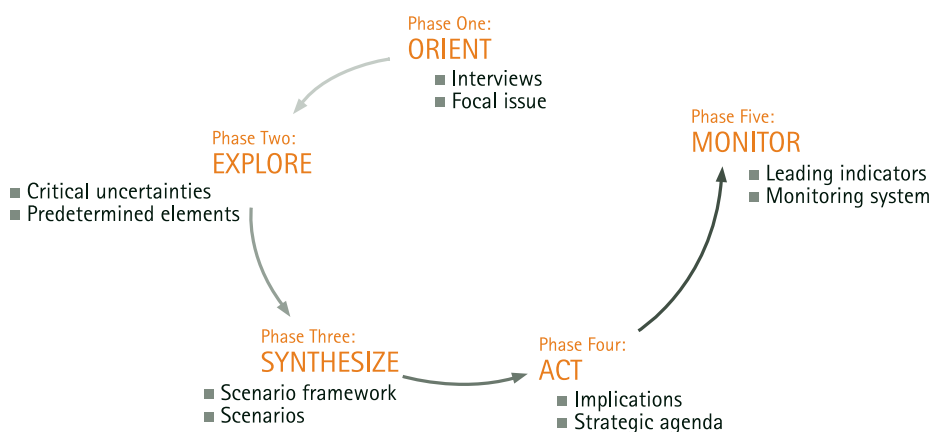 Phase One:
ORIENT
Interviews
Focal issue
Phase Two:
EXPLORE
Critical uncertainties
Predetermined elements
Phase Three:
SYNTHESIZE
Scenario framework
Scenarios
Phase Four:
ACT
Implications
Strategic agenda
Phase Five:
MONITOR
Leading indicators
Monitoring system